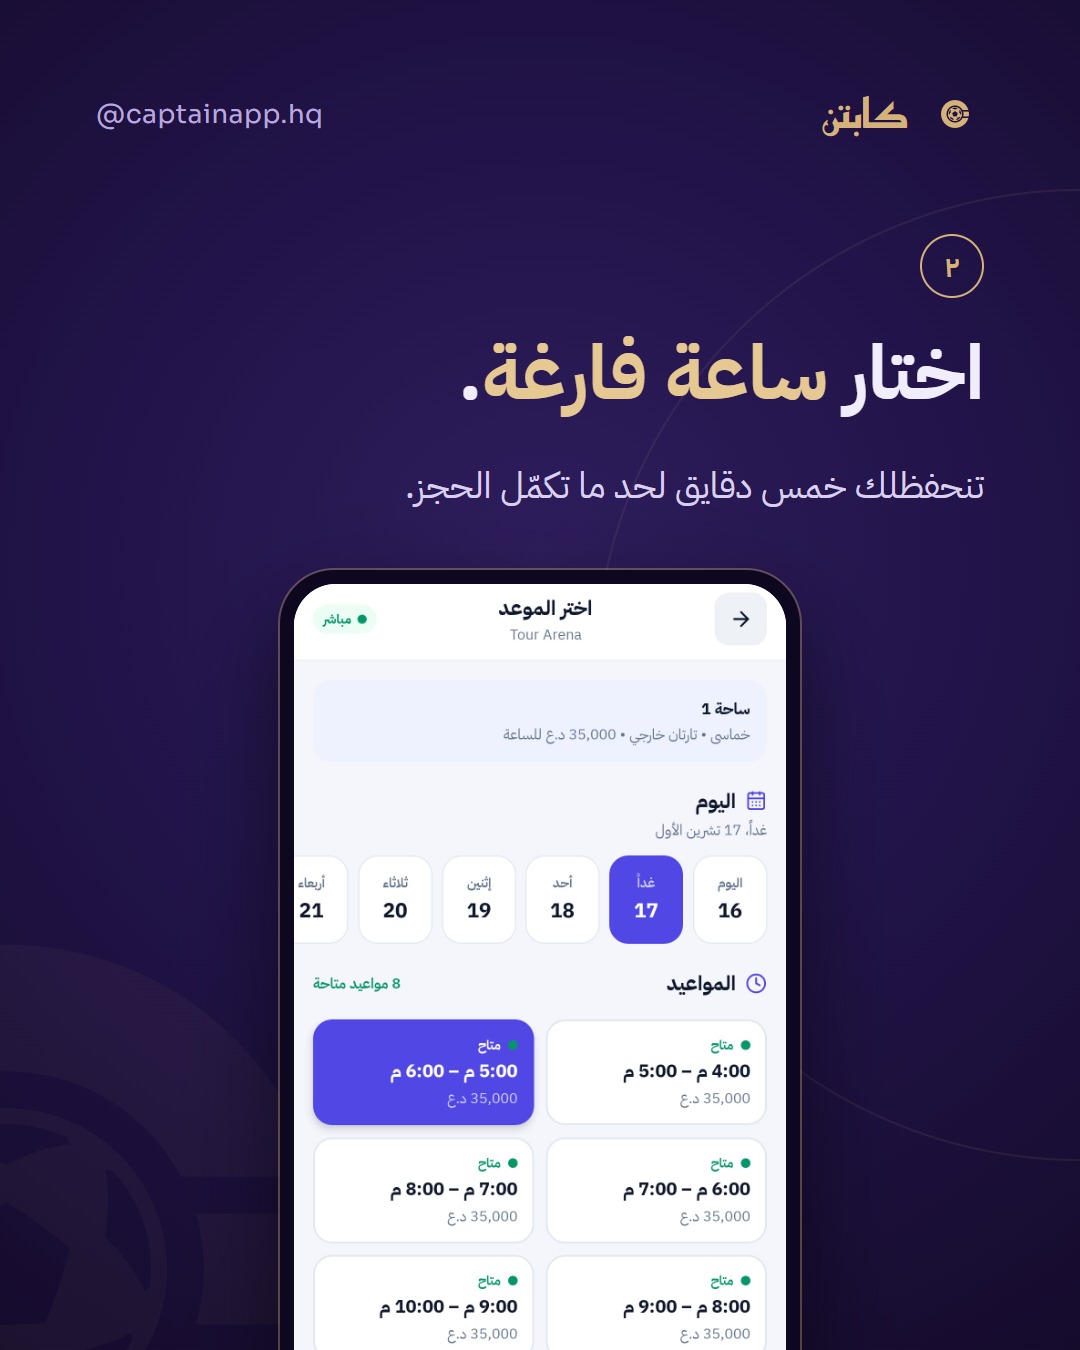 كابتن
@captainapp.hq
٢
اختار ساعة فارغة.
تنحفظلك خمس دقايق لحد ما تكمّل الحجز.
اختر الموعد
Tour Arena
مباشر
ساحة 1
خماسي • تارتان خارجي • 35,000 د.ع للساعة
اليوم
غداً، 17 تشرين الأول
اليوم غداً أحد إثنين ثلاثاء أربعاء
16 17 18 19 20 21
المواعيد
8 مواعيد متاحة
متاح
4:00 م – 5:00 م
35,000 د.ع
متاح
5:00 م – 6:00 م
35,000 د.ع
متاح
6:00 م – 7:00 م
35,000 د.ع
متاح
7:00 م – 8:00 م
35,000 د.ع
متاح
8:00 م – 9:00 م
35,000 د.ع
متاح
9:00 م – 10:00 م
35,000 د.ع